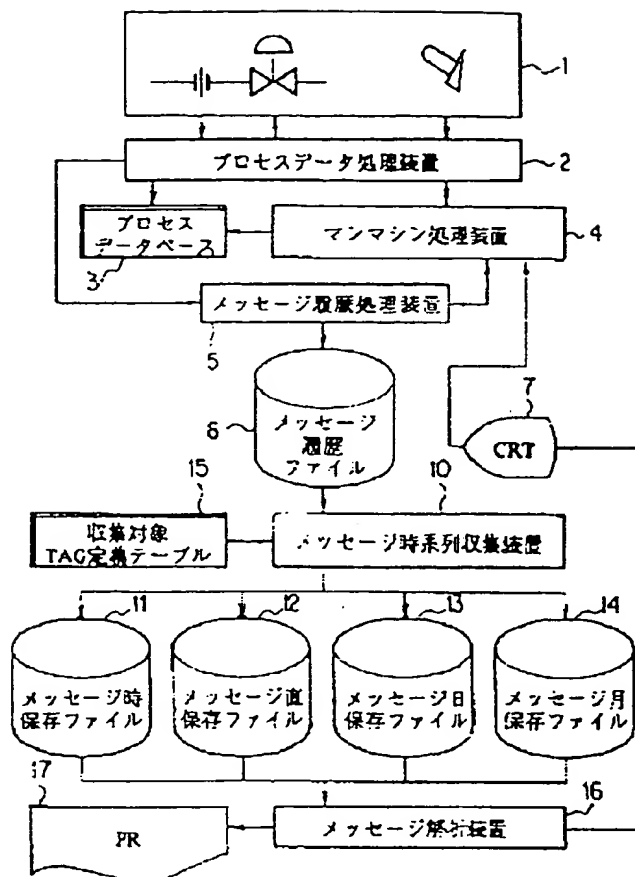 1
プロセスデータ処理装置
2
プロセス
データベース
3
マンマシン処理装置
4
メッセージ履歴処理装置
5
7
6
メッセージ
履歴
ファイル
CRT
15
10
収集対象
TAG定義テーブル
メッセージ時系列収集装置
11
12
13
14
メッセージ時
保存ファイル
メッセージ直
保存ファイル
メッセージ日
保存ファイル
メッセージ月
保存ファイル
17
16
PR
メッセージ解析装置